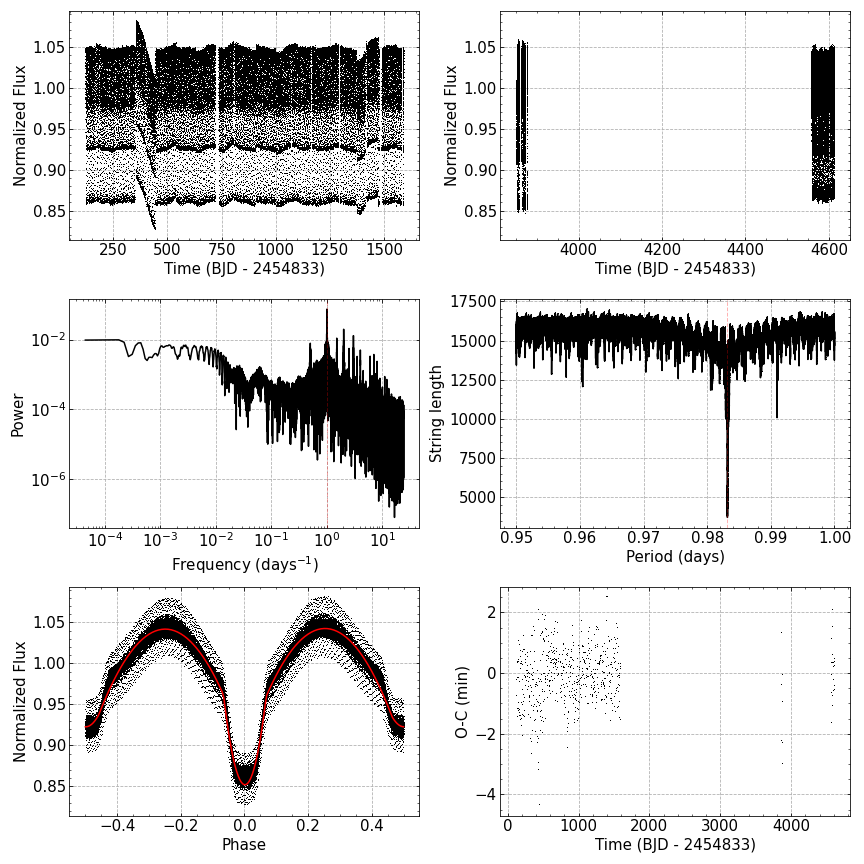 1.05
1.00
0.95
0.90
0.85
Normalized Flux
250 500 750 1000 1250 1500
Time (BJD - 2454833)
1.05
1.00
0.95
0.90
0.85
Normalized Flux
4000 4200 4400 4600
Time (BJD - 2454833)
10⁻²
10⁻⁴
10⁻⁶
Power
10⁻⁴ 10⁻³ 10⁻² 10⁻¹ 10⁰ 10¹
Frequency (days⁻¹)
17500
15000
12500
10000
7500
5000
String length
0.95 0.96 0.97 0.98 0.99 1.00
Period (days)
1.05
1.00
0.95
0.90
0.85
Normalized Flux
−0.4 −0.2 0.0 0.2 0.4
Phase
2
0
−2
−4
O-C (min)
0 1000 2000 3000 4000
Time (BJD - 2454833)